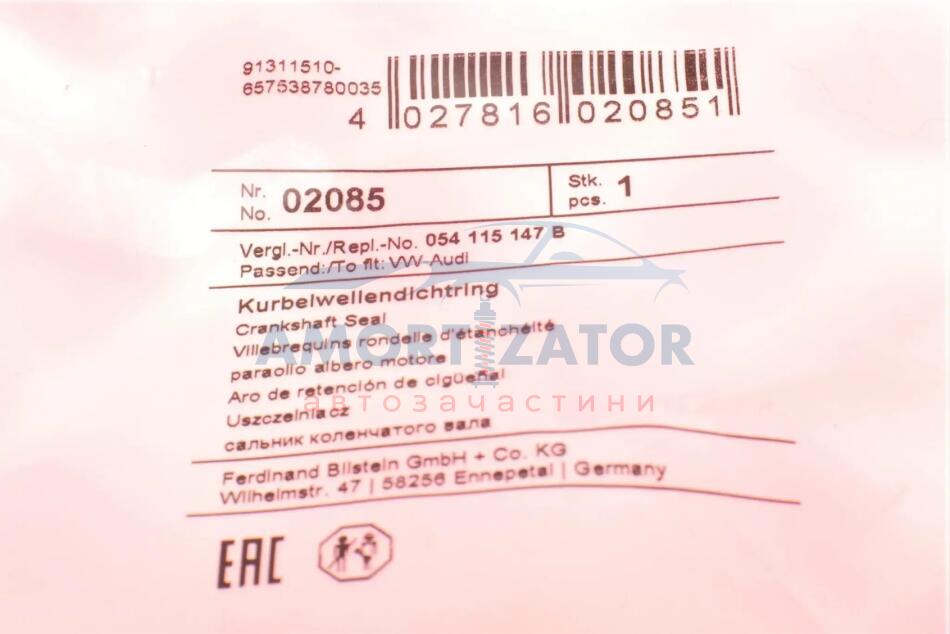 91311510-
657538780035
4 027816 020851
Nr.
No. 02085
Stk.
pcs. 1
Vergl.-Nr./Repl.-No. 054 115 147 B
Passend:/To fit: VW-Audi
Kurbelwellendichtring
Crankshaft Seal
Villebrequins rondelle d'étanchéité
paraolio albero motore
Aro de retención de cigüeñal
Uszczelniacz
сальник коленчатого вала
AMORTIZATOR
автозачастини
Ferdinand Bilstein GmbH + Co. KG
Wilhelmstr. 47 | 58256 Ennepetal | Germany
EAC